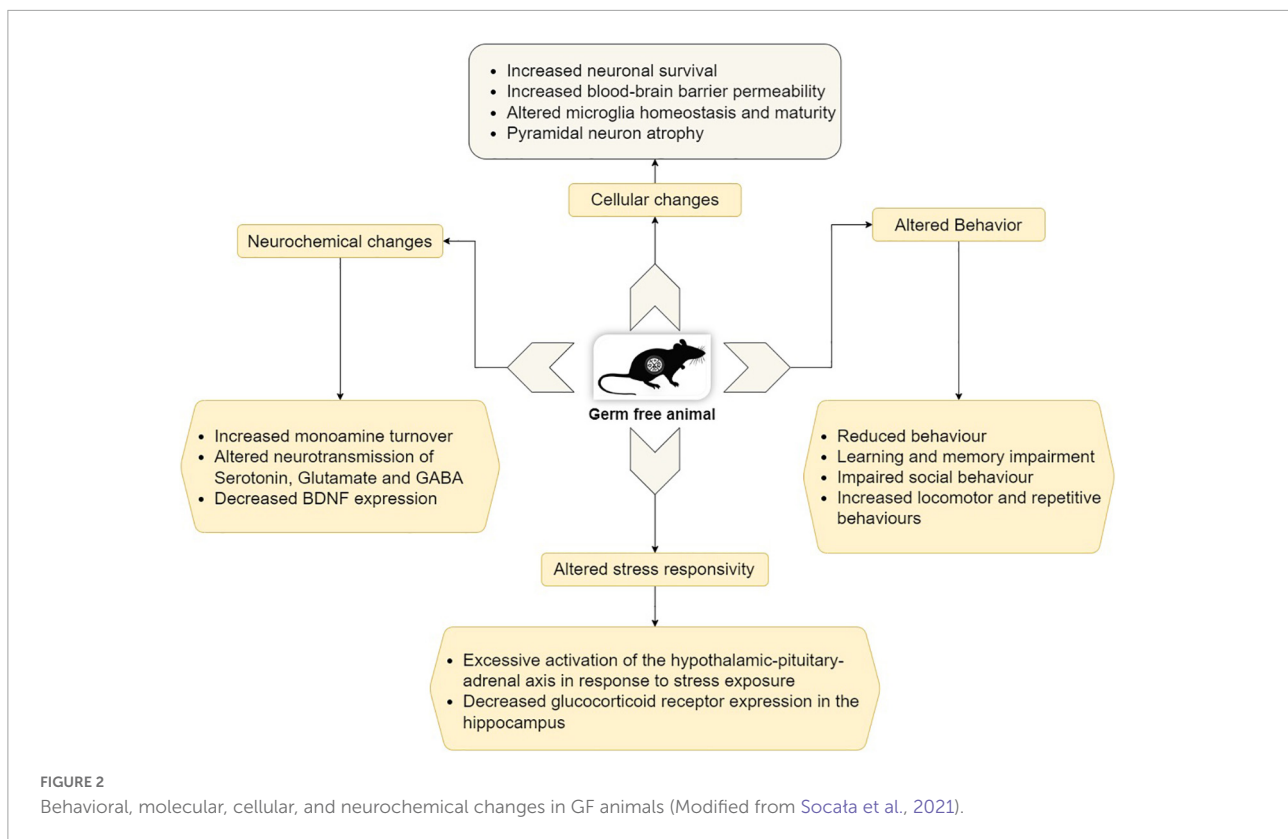 • Increased neuronal survival
• Increased blood-brain barrier permeability
• Altered microglia homeostasis and maturity
• Pyramidal neuron atrophy
Cellular changes
Neurochemical changes
Altered Behavior
Germ free animal
• Increased monoamine turnover
• Altered neurotransmission of
Serotonin, Glutamate and GABA
• Decreased BDNF expression
• Reduced behaviour
• Learning and memory impairment
• Impaired social behaviour
• Increased locomotor and repetitive
behaviours
Altered stress responsivity
• Excessive activation of the hypothalamic-pituitary-
adrenal axis in response to stress exposure
• Decreased glucocorticoid receptor expression in the
hippocampus
FIGURE 2
Behavioral, molecular, cellular, and neurochemical changes in GF animals (Modified from Socała et al., 2021).